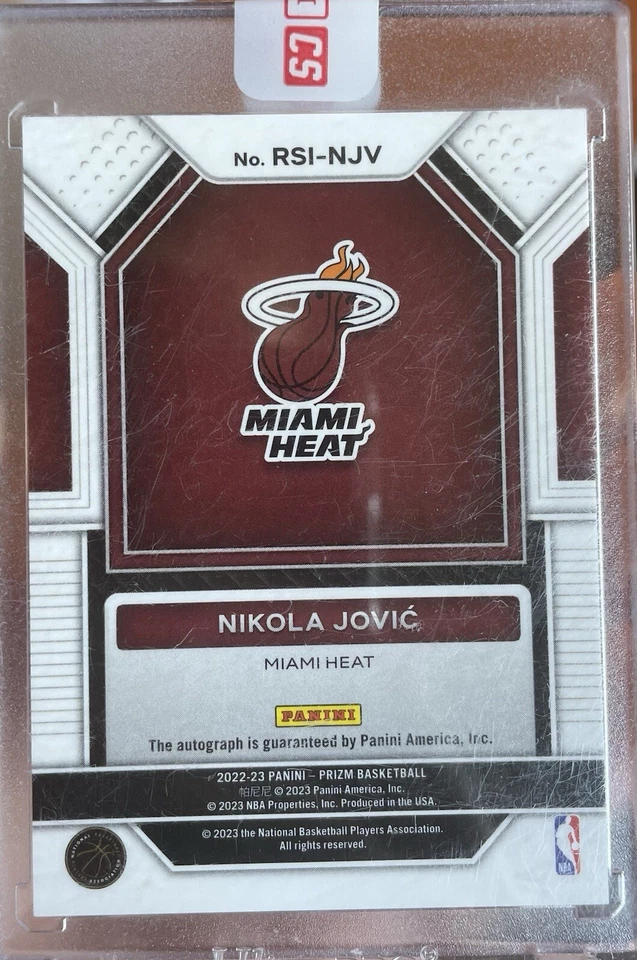 CS
No. RSI-NJV
MIAMI
HEAT
NIKOLA JOVIĆ
MIAMI HEAT
PANINI
The autograph is guaranteed by Panini America, Inc.
2022-23 PANINI – PRIZM BASKETBALL
帕尼尼 © 2023 Panini America, Inc.
© 2023 NBA Properties, Inc. Produced in the USA.
© 2023 the National Basketball Players Association.
All rights reserved.
NBA